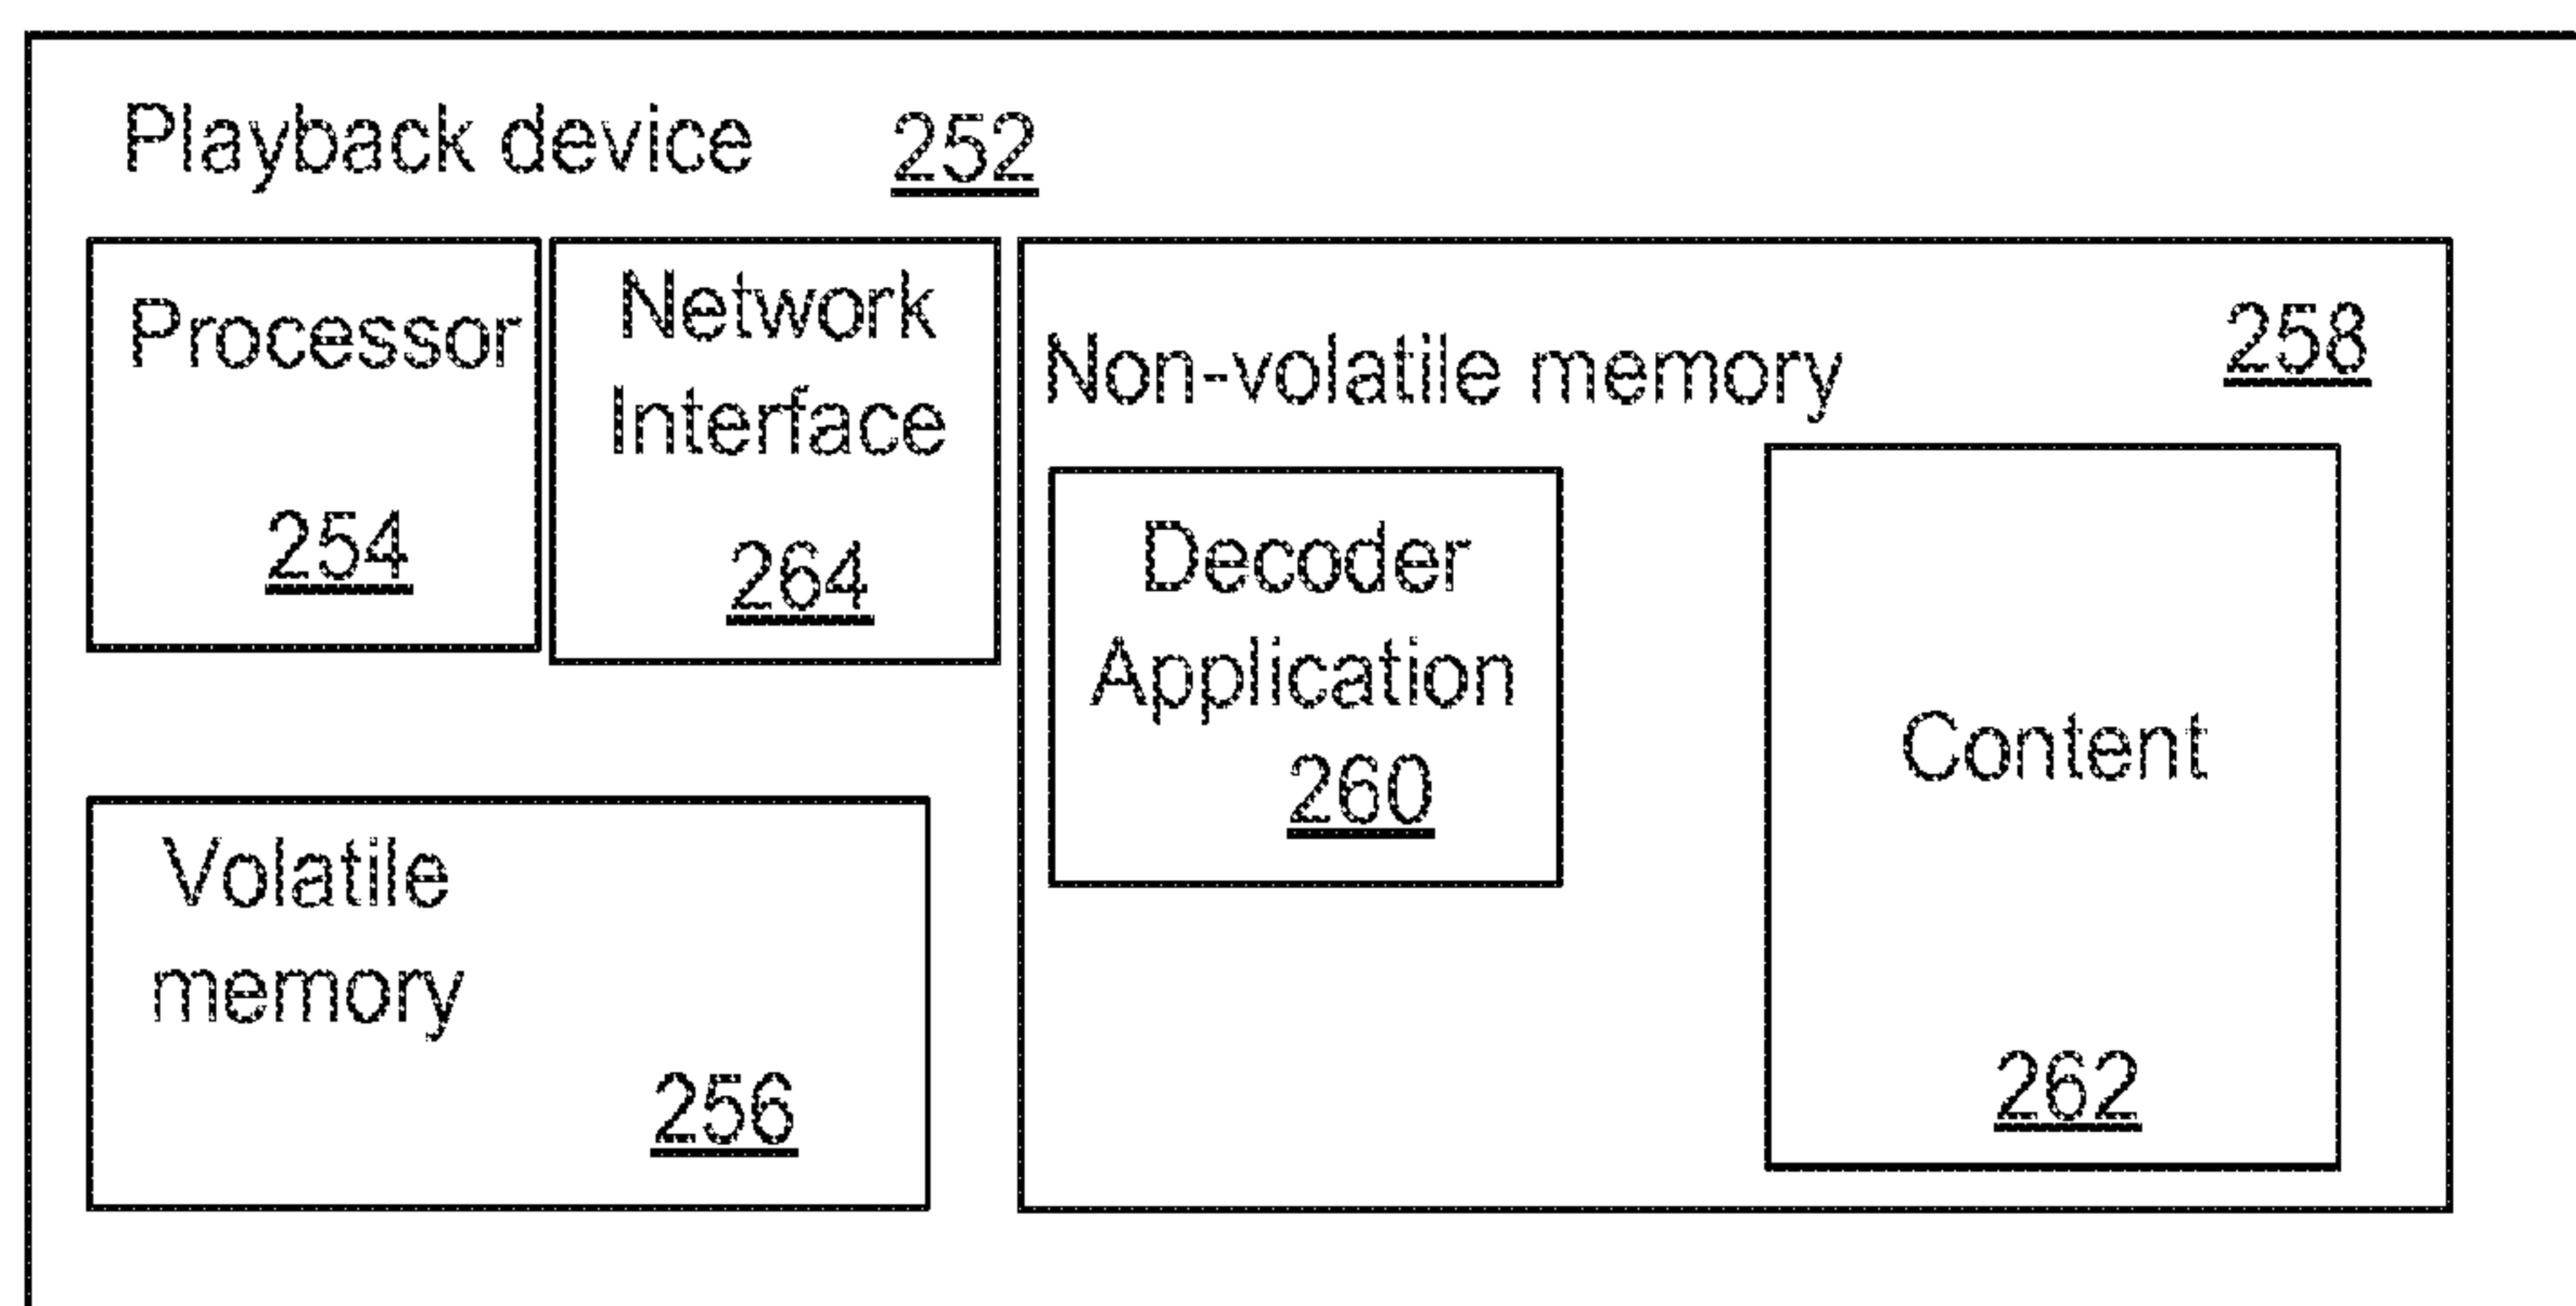 Playback device 252
Processor
254
Network
Interface
264
Non-volatile memory 258
Decoder
Application
260
Content
262
Volatile
memory
256